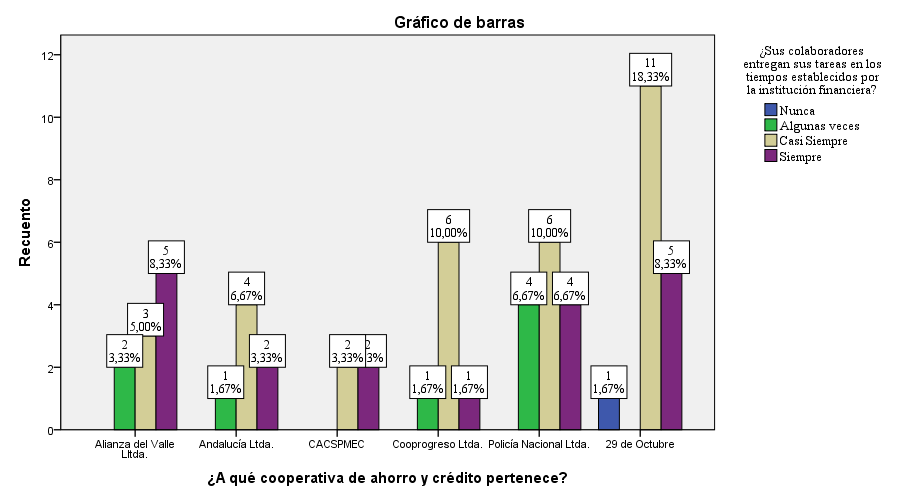 Gráfico de barras
¿Sus colaboradores
entregan sus tareas en los
tiempos establecidos por
la institución financiera?
Nunca
Algunas veces
Casi Siempre
Siempre
Recuento
12
10
8
6
4
2
0
2
3,33%
3
5,00%
5
8,33%
1
1,67%
4
6,67%
2
3,33%
2
3,33%
2
3%
1
1,67%
6
10,00%
1
1,67%
4
6,67%
6
10,00%
4
6,67%
1
1,67%
11
18,33%
5
8,33%
Alianza del Valle
Lltda.
Andalucía Ltda.
CACSPMEC
Cooprogreso Ltda.
Policía Nacional Ltda.
29 de Octubre
¿A qué cooperativa de ahorro y crédito pertenece?